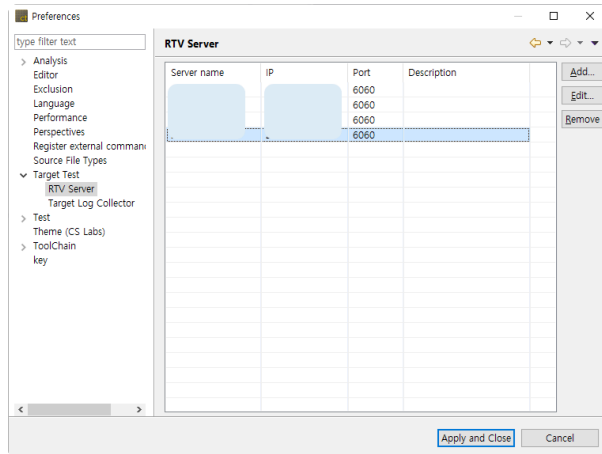 Preferences
type filter text
RTV Server
Analysis
Editor
Exclusion
Language
Performance
Perspectives
Register external comman
Source File Types
Target Test
RTV Server
Target Log Collector
Test
Theme (CS Labs)
ToolChain
key
Server name IP Port Description
6060
6060
6060
6060
Add...
Edit...
Remove
Apply and Close
Cancel